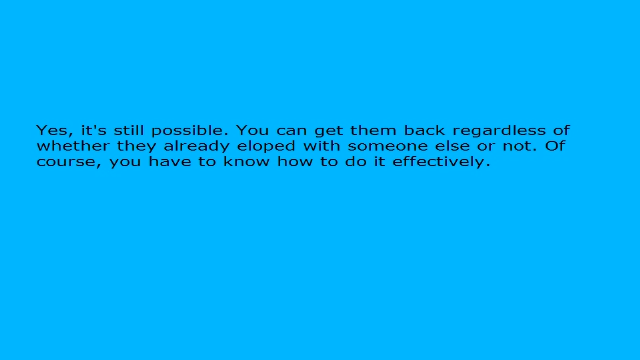 Yes, it's still possible. You can get them back regardless of
whether they already eloped with someone else or not. Of
course, you have to know how to do it effectively.